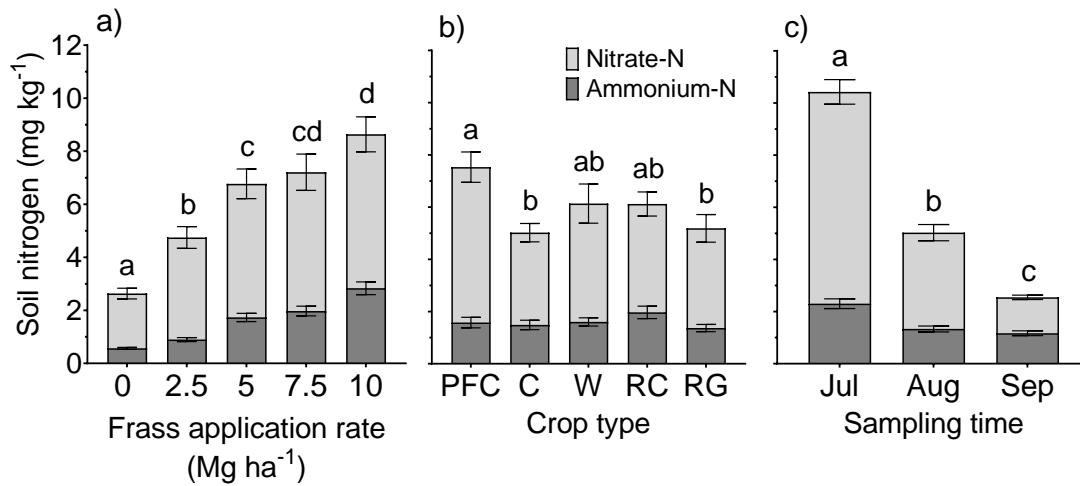 a)
Soil nitrogen (mg kg⁻¹)
12
10
8
6
4
2
0
a
b
c
cd
d
0 2.5 5 7.5 10
Frass application rate
(Mg ha⁻¹)
b)
Nitrate-N
Ammonium-N
a
b
ab
ab
b
PFC C W RC RG
Crop type
c)
a
b
c
Jul Aug Sep
Sampling time